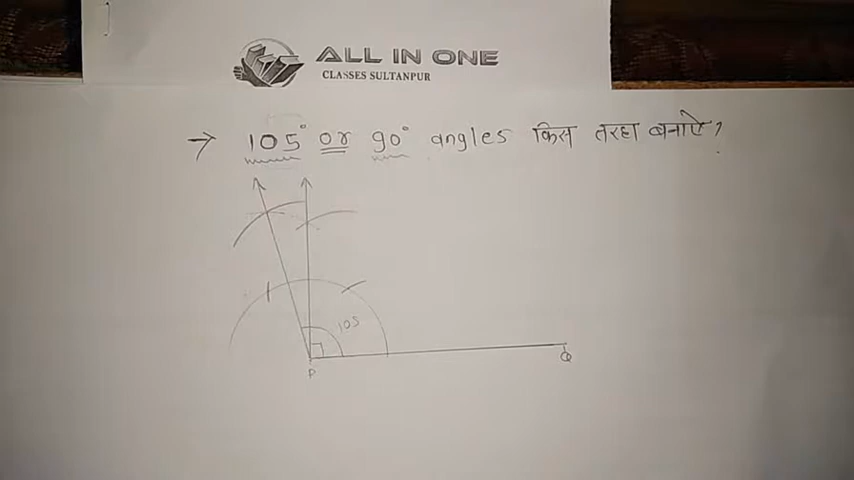 ALL IN ONE
CLASSES SULTANPUR
→ 105° or 90° angles किस तरहा बनाऐ?
105
P
Q